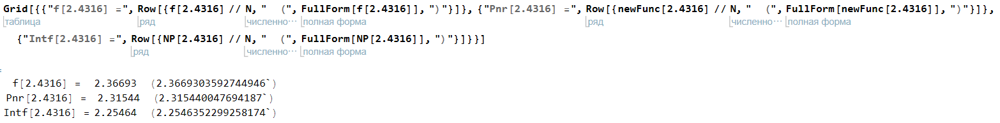 Grid[{{"f[2.4316] =", Row[{f[2.4316] // N, "  (", FullForm[f[2.4316]], ")"}]}, {"Pnr[2.4316] =", Row[{newFunc[2.4316] // N, "  (", FullForm[newFunc[2.4316]], ")"}]},
таблица ряд численно… полная форма ряд численно… полная форма
{"Intf[2.4316] =", Row[{NP[2.4316] // N, "  (", FullForm[NP[2.4316]], ")"}]}}]
ряд численно… полная форма
f[2.4316] = 2.36693 (2.3669303592744946`)
Pnr[2.4316] = 2.31544 (2.315440047694187`)
Intf[2.4316] = 2.25464 (2.2546352299258174`)